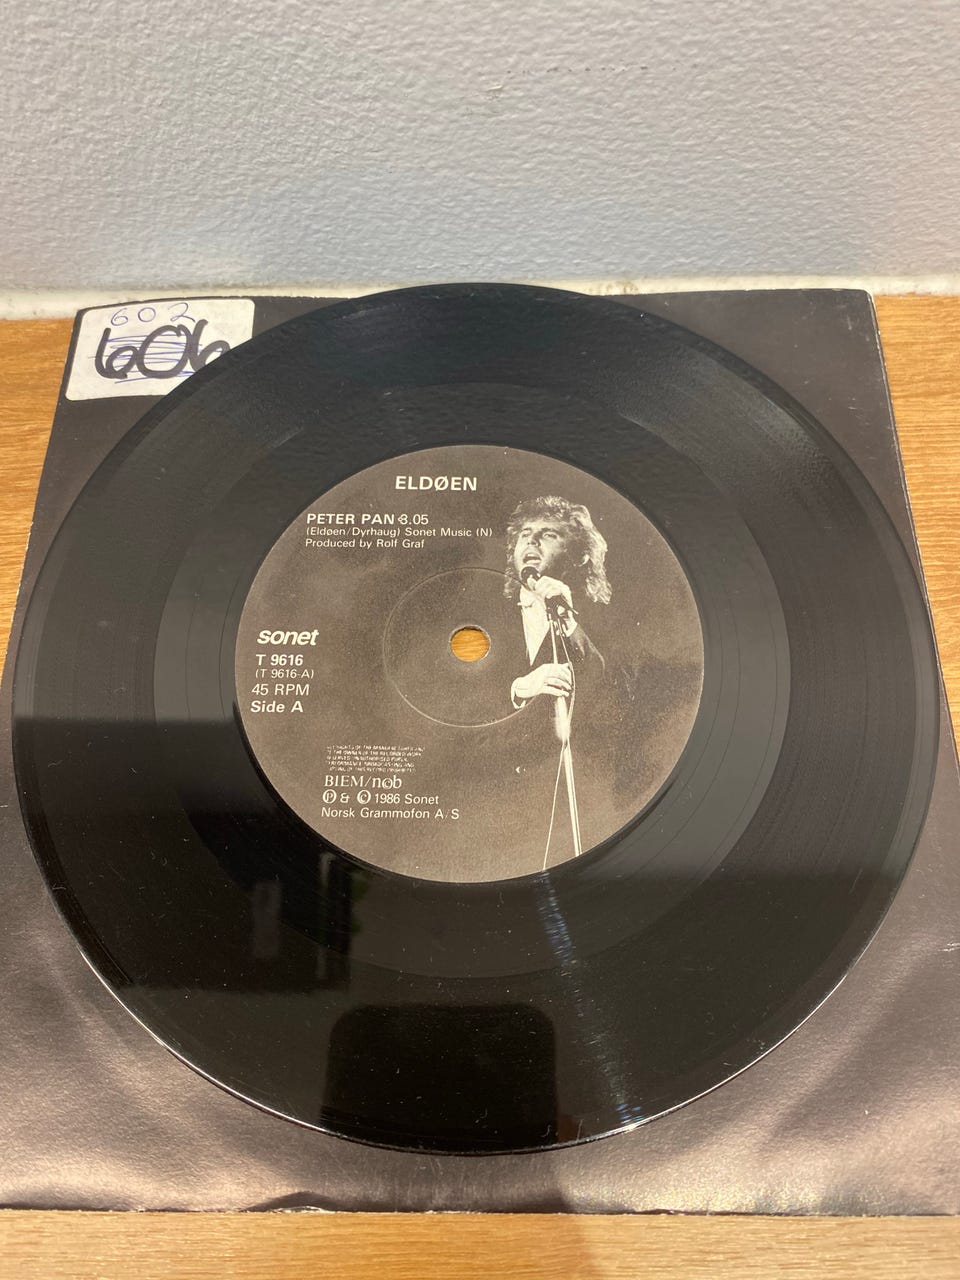 602
606
ELDØEN
PETER PAN 3.05
(Eldøen/Dyrhaug) Sonet Music (N)
Produced by Rolf Graf
sonet
T 9616
(T 9616-A)
45 RPM
Side A
BIEM/nob
Ⓟ & © 1986 Sonet
Norsk Grammofon A/S